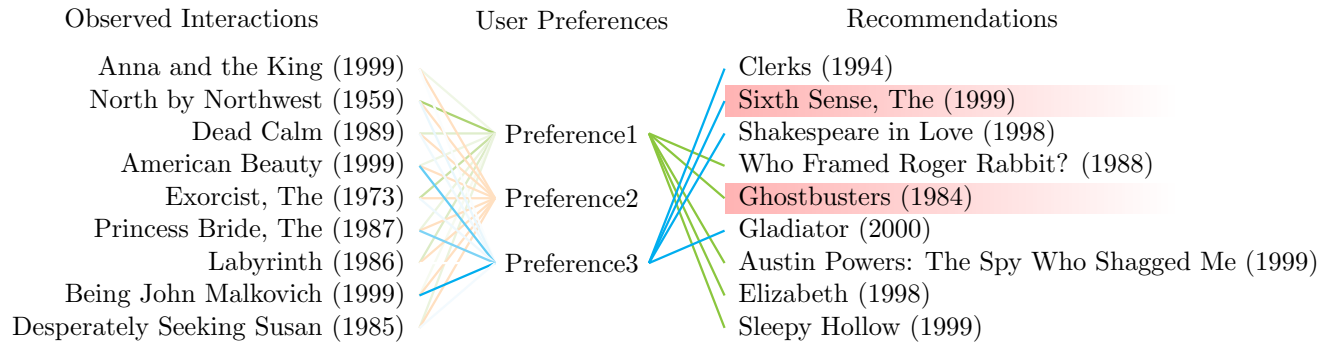 Observed Interactions
User Preferences
Recommendations
Anna and the King (1999)
North by Northwest (1959)
Dead Calm (1989)
American Beauty (1999)
Exorcist, The (1973)
Princess Bride, The (1987)
Labyrinth (1986)
Being John Malkovich (1999)
Desperately Seeking Susan (1985)
Preference1
Preference2
Preference3
Clerks (1994)
Sixth Sense, The (1999)
Shakespeare in Love (1998)
Who Framed Roger Rabbit? (1988)
Ghostbusters (1984)
Gladiator (2000)
Austin Powers: The Spy Who Shagged Me (1999)
Elizabeth (1998)
Sleepy Hollow (1999)